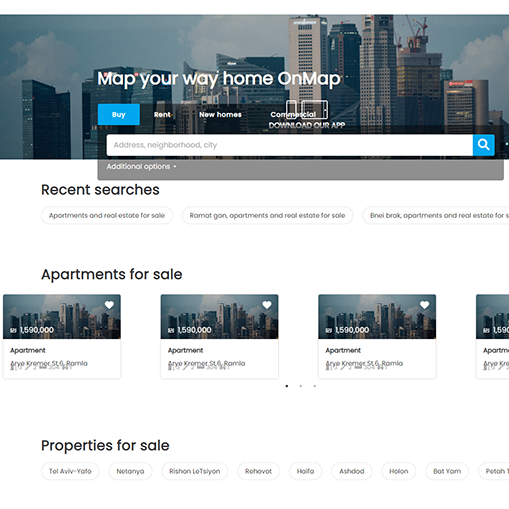 Map your way home OnMap
Buy Rent New homes Commercial
DOWNLOAD OUR APP
Address, neighborhood, city
Additional options
Recent searches
Apartments and real estate for sale Ramat gan, apartments and real estate for sale Bnei brak, apartments and real estate for s
Apartments for sale
₪ 1,590,000 ₪ 1,590,000 ₪ 1,590,000 ₪ 1,590,000
Apartment Apartment Apartment Apartme
Arye Kremer St 6, Ramla Arye Kremer St 6, Ramla Arye Kremer St 6, Ramla Arye Kre
Properties for sale
Tel Aviv-Yafo Netanya Rishon LeTsiyon Rehovot Haifa Ashdod Holon Bat Yam Petah T